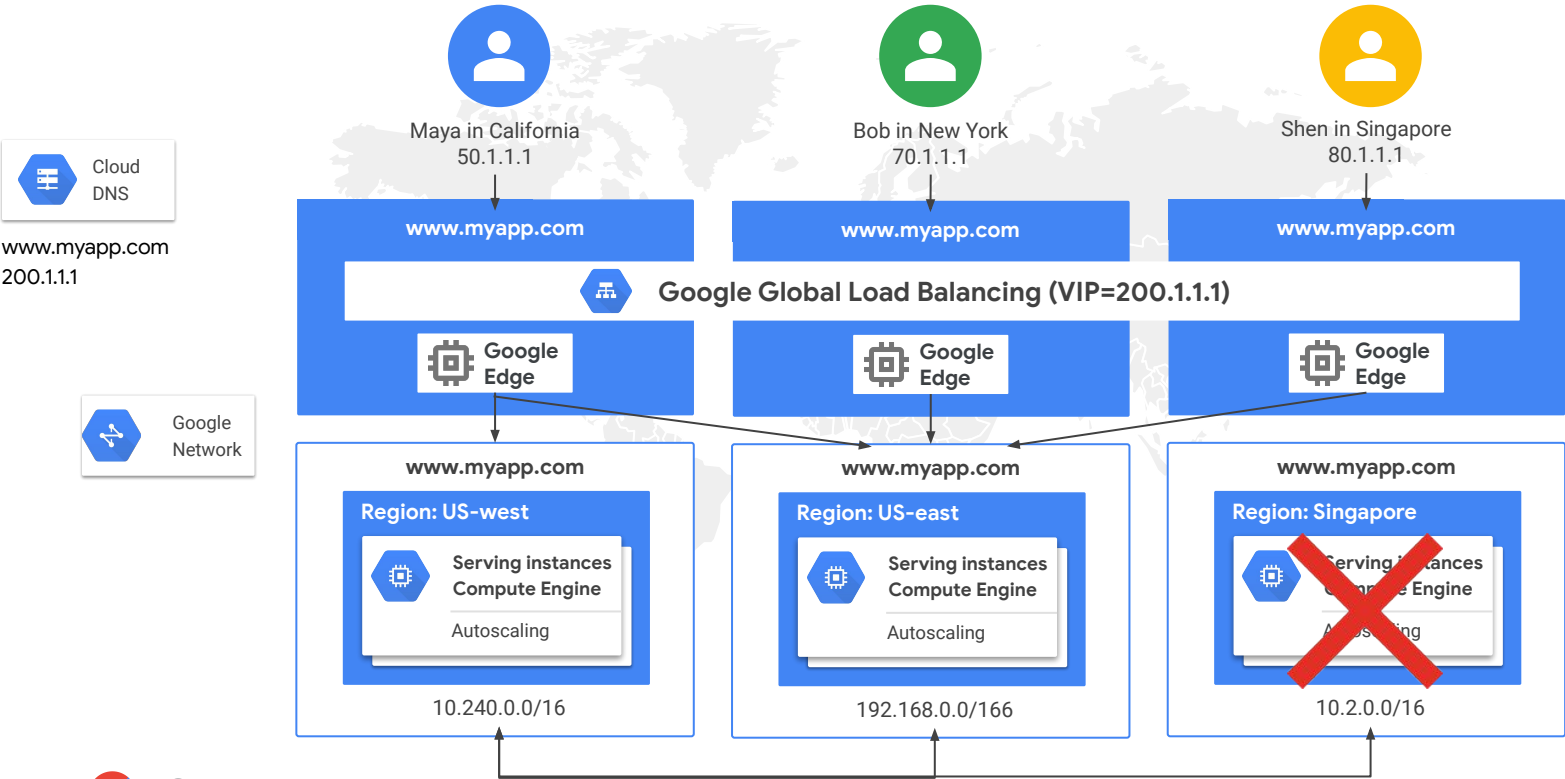 Maya in California
50.1.1.1
Bob in New York
70.1.1.1
Shen in Singapore
80.1.1.1
Cloud
DNS
www.myapp.com
200.1.1.1
www.myapp.com
www.myapp.com
www.myapp.com
Google Global Load Balancing (VIP=200.1.1.1)
Google
Edge
Google
Edge
Google
Edge
Google
Network
www.myapp.com
Region: US-west
Serving instances
Compute Engine
Autoscaling
10.240.0.0/16
www.myapp.com
Region: US-east
Serving instances
Compute Engine
Autoscaling
192.168.0.0/166
www.myapp.com
Region: Singapore
Serving
Engine
10.2.0.0/16